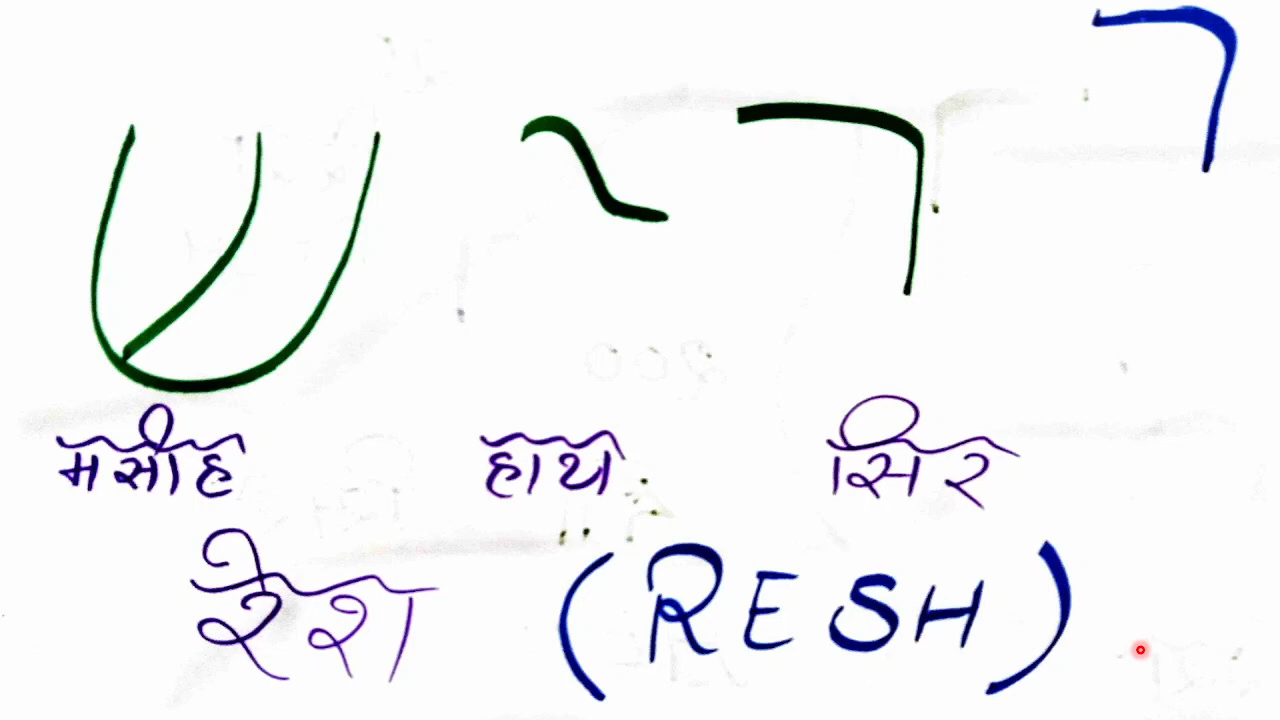 ר
ר י ש
मसीह हाथ सिर
रेश (RESH)